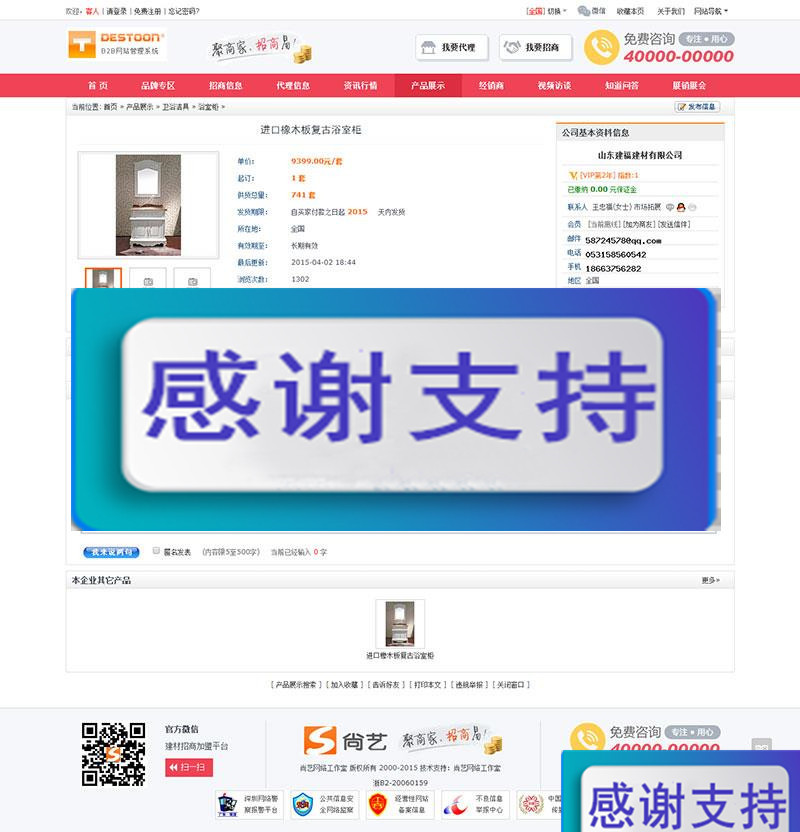 欢迎, 客人 | 请登录 | 免费注册 | 忘记密码?
[全国] 切换 微信 收藏本页 关于我们 网站导航
DESTOON
B2B网站管理系统
聚商家, 招商易!
我要代理
我要招商
免费咨询 专注 • 用心
40000-00000
首 页 品牌专区 招商信息 代理信息 资讯行情 产品展示 经销商 视频访谈 知道问答 展销展会
当前位置: 首页 » 产品展示 » 卫浴洁具 » 浴室柜 »
发布信息
进口橡木板复古浴室柜
单价: 9399.00元/套
起订: 1 套
供货总量: 741 套
发货期限: 自买家付款之日起 2015 天内发货
所在地: 全国
有效期至: 长期有效
最后更新: 2015-04-02 18:44
浏览次数: 1302
公司基本资料信息
山东建福建材有限公司
[VIP第2年] 指数:1
已缴纳 0.00 元保证金
联系人 王忠福(女士) 市场拓展
会员 [当前离线] [加为商友] [发送信件]
邮件 58724578@qq.com
电话 053158560542
手机 18663756282
地区 全国
感谢支持
我来说两句 匿名发表 (内容限5至500字) 当前已经输入 0 字
本企业其它产品
更多»
进口橡木板复古浴室柜
[ 产品展示搜索 ] [ 加入收藏 ] [ 告诉好友 ] [ 打印本文 ] [ 违规举报 ] [ 关闭窗口 ]
官方微信
建材招商加盟平台
扫一扫
尚艺
聚商家, 招商易!
尚艺网络工作室 版权所有 2000-2015 技术支持: 尚艺网络工作室
浙B2-20060159
免费咨询 专注 • 用心
40000-00000
深圳网络警
察报警平台
公共信息安
全网络监察
经营性网站
备案信息
不良信息
举报中心
感谢支持